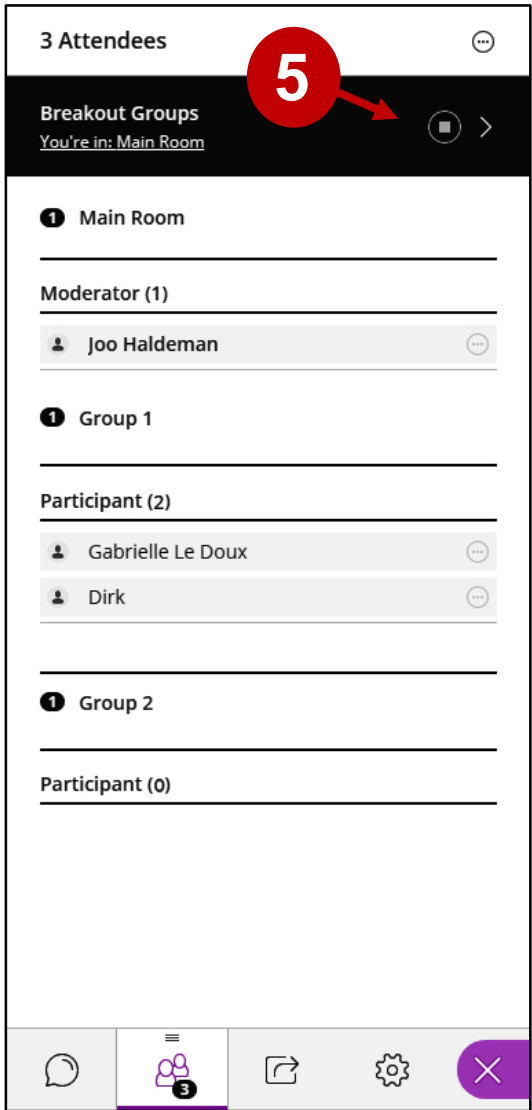 3 Attendees
5
Breakout Groups
You're in: Main Room
1 Main Room
Moderator (1)
Joo Haldeman
1 Group 1
Participant (2)
Gabrielle Le Doux
Dirk
1 Group 2
Participant (0)
3